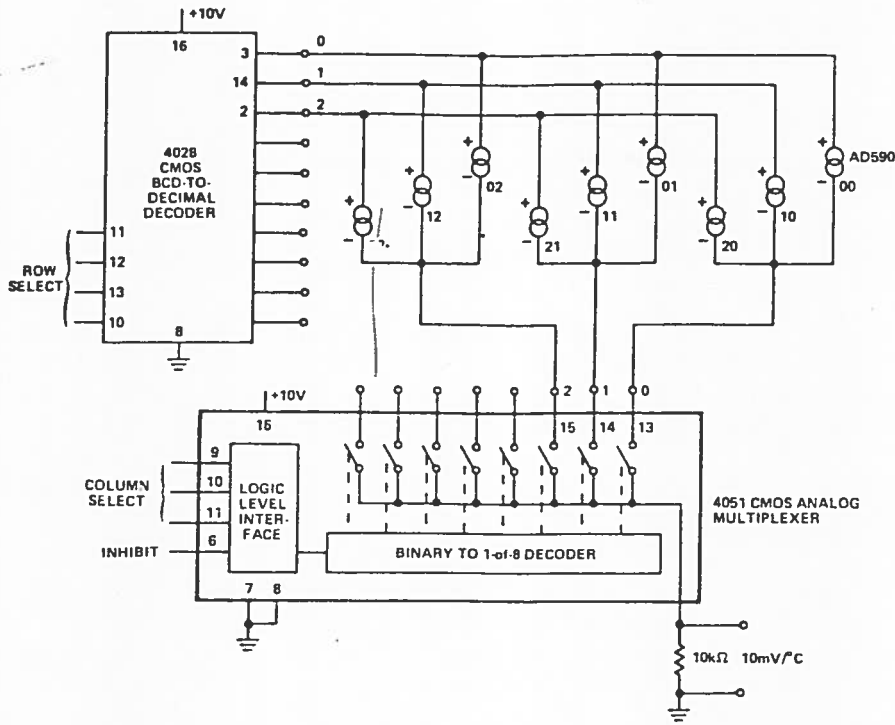 +10V
16
3
0
14
1
2
2
4028
CMOS
BCD-TO-
DECIMAL
DECODER
ROW
SELECT
11
12
13
10
8
+ − 12
+ − 02
+ − 21
+ − 11
+ − 01
+ − 20
+ − 10
+ − 00
AD590
+ −
+10V
16
2
1
0
15
14
13
COLUMN
SELECT
9
10
11
INHIBIT
6
LOGIC
LEVEL
INTER-
FACE
BINARY TO 1-of-8 DECODER
4051 CMOS ANALOG
MULTIPLEXER
7
8
10kΩ 10mV/°C